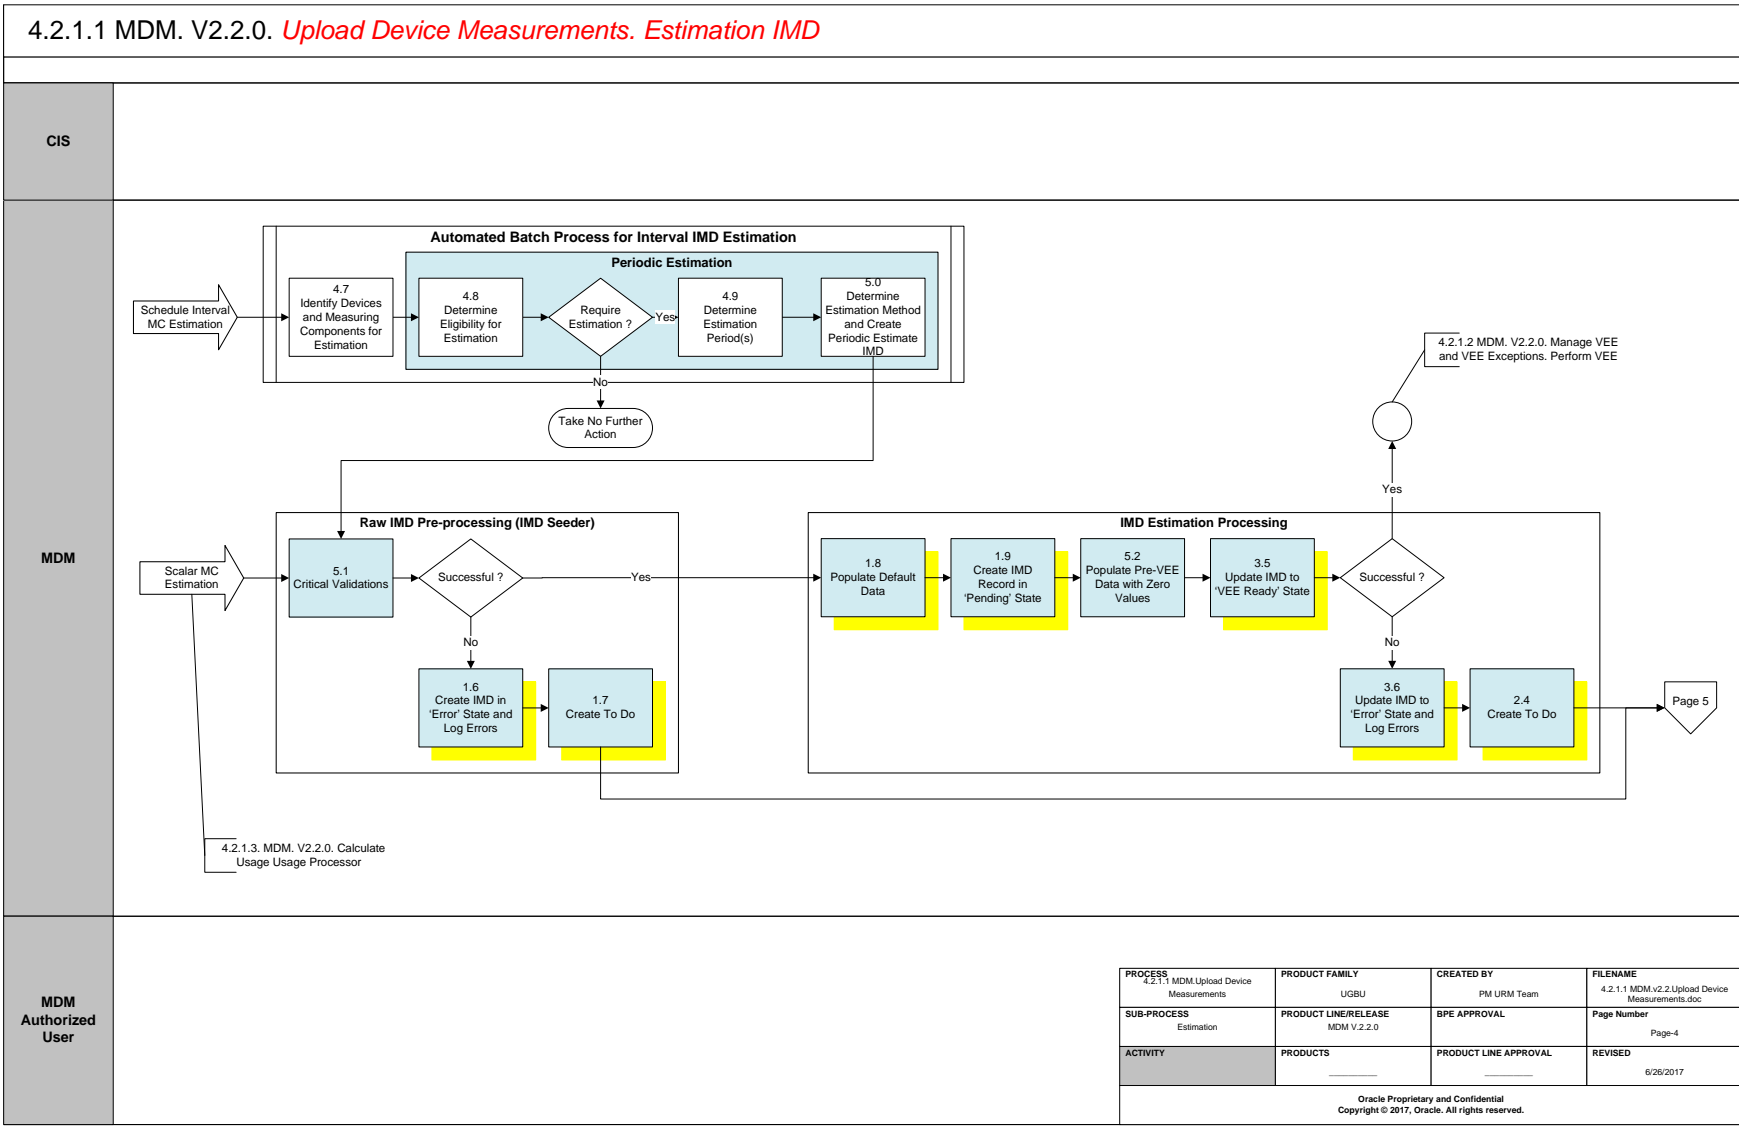 4.2.1.1 MDM. V2.2.0. Upload Device Measurements. Estimation IMD
CIS
MDM
Automated Batch Process for Interval IMD Estimation
Periodic Estimation
Schedule Interval
MC Estimation
4.7
Identify Devices
and Measuring
Components for
Estimation
4.8
Determine
Eligibility for
Estimation
Require
Estimation ?
Yes
4.9
Determine
Estimation
Period(s)
5.0
Determine
Estimation Method
and Create
Periodic Estimate
IMD
No
Take No Further
Action
4.2.1.2 MDM. V2.2.0. Manage VEE
and VEE Exceptions. Perform VEE
Yes
Raw IMD Pre-processing (IMD Seeder)
Scalar MC
Estimation
5.1
Critical Validations
Successful ?
Yes
No
1.6
Create IMD in
‘Error’ State and
Log Errors
1.7
Create To Do
IMD Estimation Processing
1.8
Populate Default
Data
1.9
Create IMD
Record in
‘Pending’ State
5.2
Populate Pre-VEE
Data with Zero
Values
3.5
Update IMD to
‘VEE Ready’ State
Successful ?
No
3.6
Update IMD to
‘Error’ State and
Log Errors
2.4
Create To Do
Page 5
4.2.1.3. MDM. V2.2.0. Calculate
Usage Usage Processor
MDM
Authorized
User
PROCESS
4.2.1.1 MDM.Upload Device
Measurements
PRODUCT FAMILY
UGBU
CREATED BY
PM URM Team
FILENAME
4.2.1.1 MDM.v2.2.Upload Device
Measurements.doc
SUB-PROCESS
Estimation
PRODUCT LINE/RELEASE
MDM V.2.2.0
BPE APPROVAL
Page Number
Page-4
ACTIVITY
PRODUCTS
PRODUCT LINE APPROVAL
REVISED
6/26/2017
Oracle Proprietary and Confidential
Copyright © 2017, Oracle. All rights reserved.